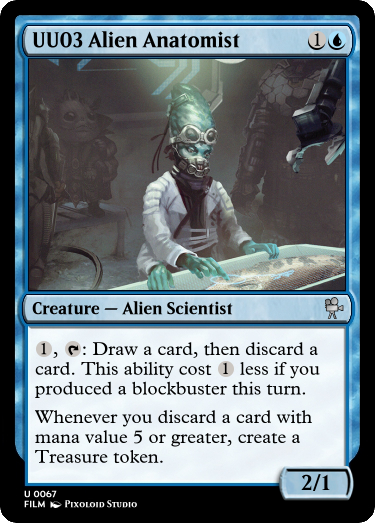 UU03 Alien Anatomist 1
Creature — Alien Scientist
1, : Draw a card, then discard a
card. This ability cost 1 less if you
produced a blockbuster this turn.
Whenever you discard a card with
mana value 5 or greater, create a
Treasure token.
2/1
U 0067
FILM Pixoloid Studio